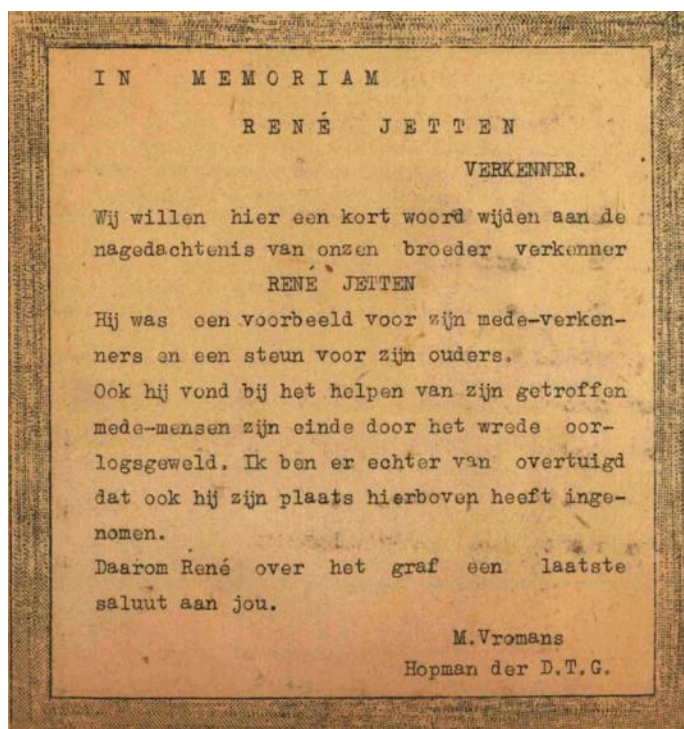 IN MEMORIAM
RENÉ JETTEN
VERKENNER.
Wij willen hier een kort woord wijden aan de
nagedachtenis van onzen broeder verkenner
RENÉ JETTEN
Hij was een voorbeeld voor zijn mede-verken-
ners en een steun voor zijn ouders.
Ook hij vond bij het helpen van zijn getroffen
mede-mensen zijn einde door het wrede oor-
logsgeweld. Ik ben er echter van overtuigd
dat ook hij zijn plaats hierboven heeft inge-
nomen.
Daarom René over het graf een laatste
saluut aan jou.
M.Vromans
Hopman der D.T.G.